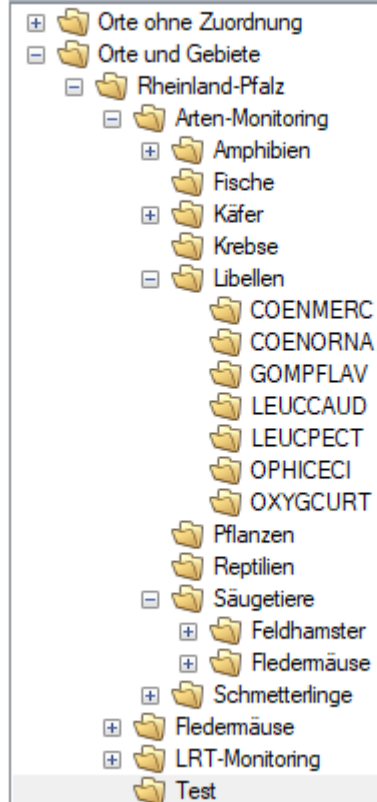 Orte ohne Zuordnung
Orte und Gebiete
Rheinland-Pfalz
Arten-Monitoring
Amphibien
Fische
Käfer
Krebse
Libellen
COENMERC
COENORNA
GOMPFLAV
LEUCCAUD
LEUCPECT
OPHICECI
OXYGCURT
Pflanzen
Reptilien
Säugetiere
Feldhamster
Fledermäuse
Schmetterlinge
Fledermäuse
LRT-Monitoring
Test